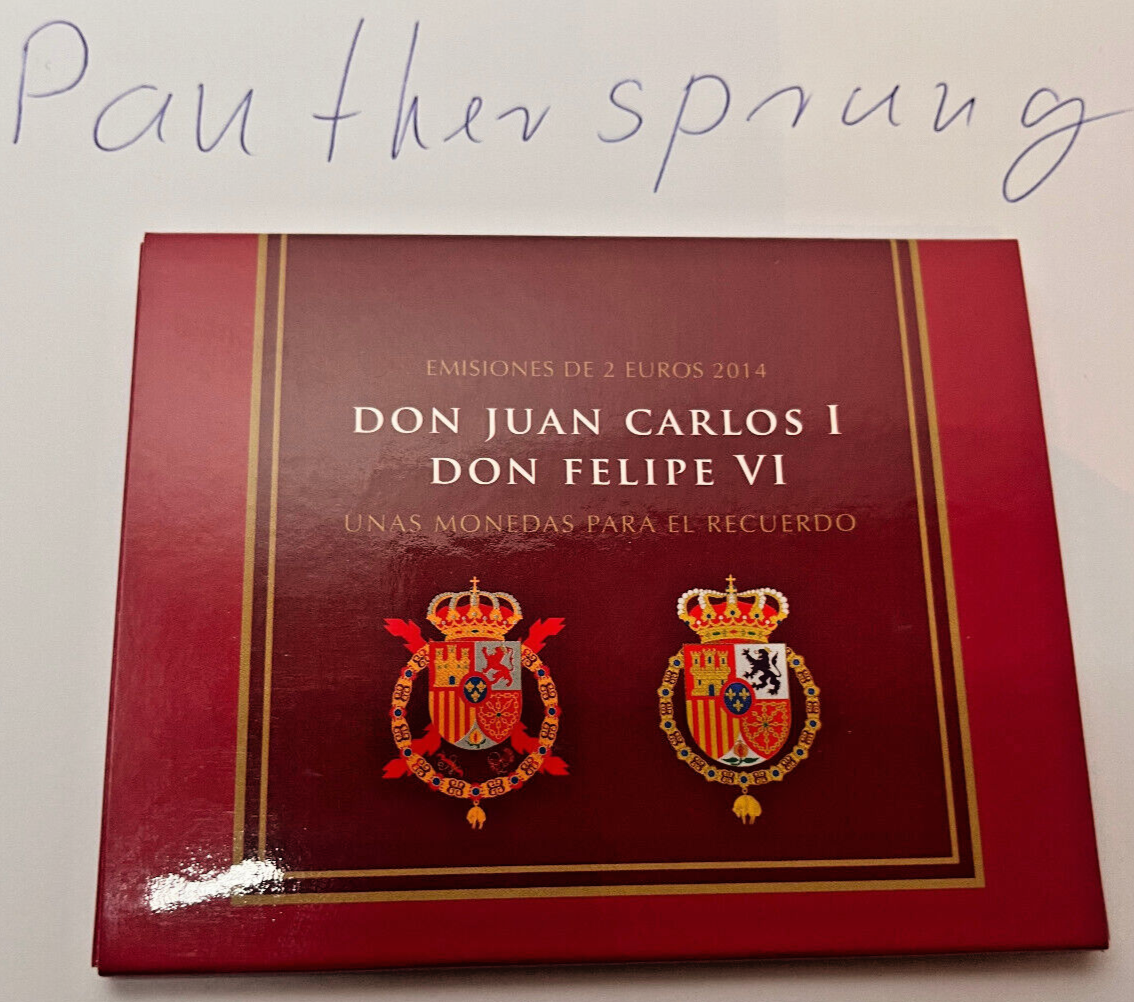 Panthersprung
EMISIONES DE 2 EUROS 2014
DON JUAN CARLOS I
DON FELIPE VI
UNAS MONEDAS PARA EL RECUERDO